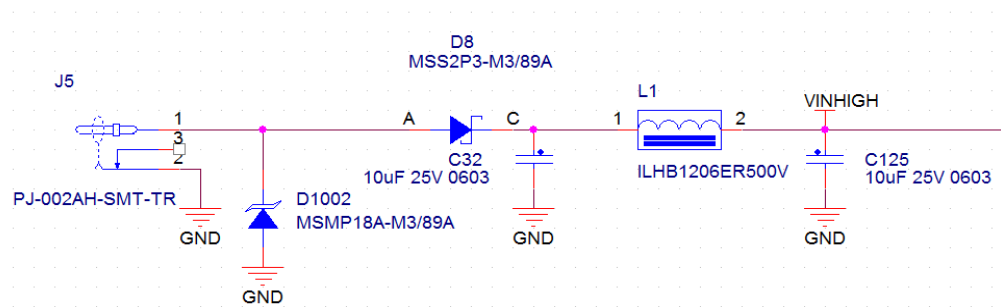 D8
MSS2P3-M3/89A
J5
L1
VINHIGH
1
A
C
1
2
3
2
C32
10uF 25V 0603
ILHB1206ER500V
C125
10uF 25V 0603
PJ-002AH-SMT-TR
D1002
MSMP18A-M3/89A
GND
GND
GND
GND